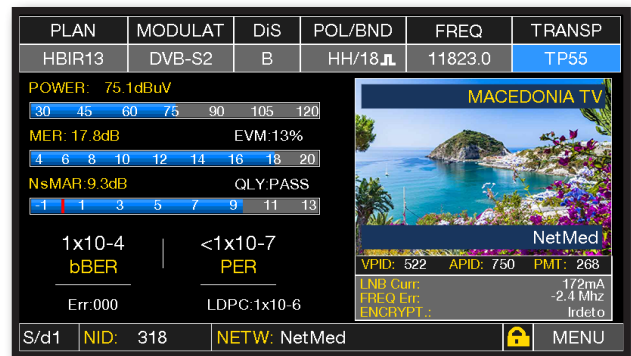 PLAN MODULAT DiS POL/BND FREQ TRANSP
HBIR13 DVB-S2 B HH/18 11823.0 TP55
POWER: 75.1dBuV
30 45 60 75 90 105 120
MER: 17.8dB EVM:13%
4 6 8 10 12 14 16 18 20
NsMAR:9.3dB QLY:PASS
-1 1 3 5 7 9 11 13
1x10-4 <1x10-7
bBER PER
Err:000 LDPC:1x10-6
MACEDONIA TV
NetMed
VPID: 522 APID: 750 PMT: 268
LNB Curr: 172mA
FREQ Err: -2.4 Mhz
ENCRYPT.: Irdeto
S/d1 NID: 318 NETW: NetMed MENU